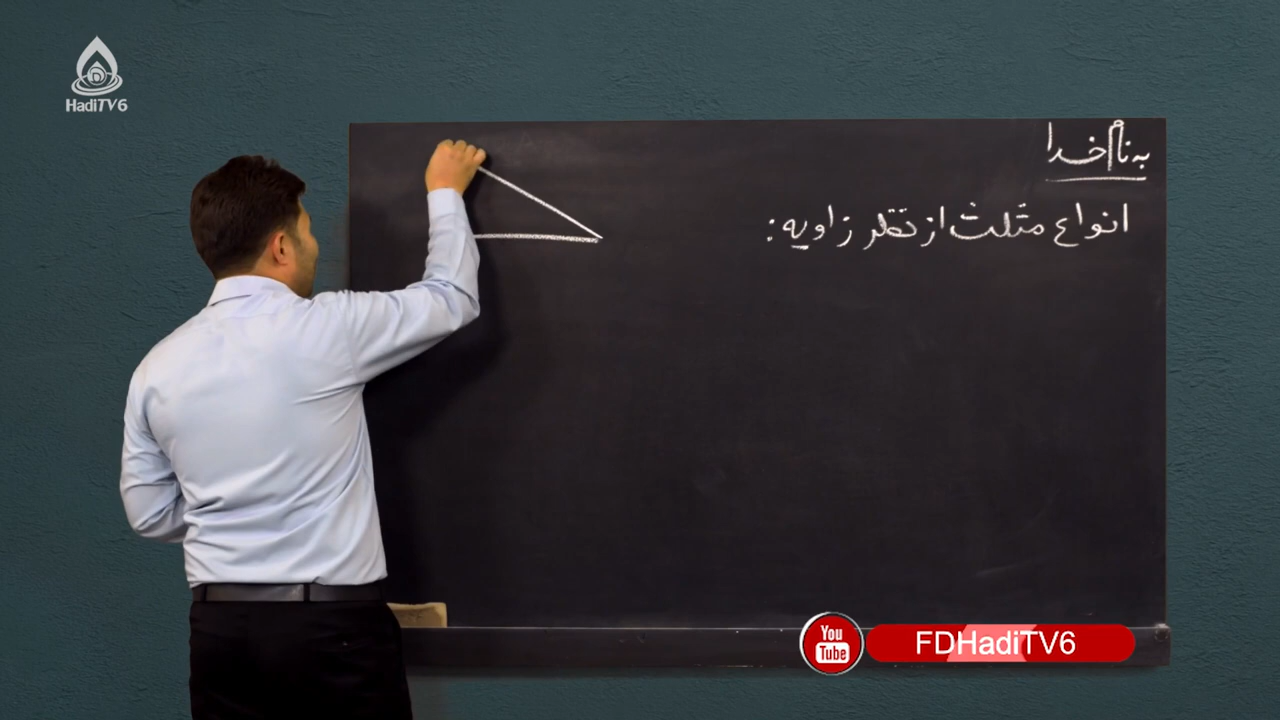 HadiTV6
به نام خدا
انواع مثلث از نظر زاویه :
You
Tube
FDHadiTV6